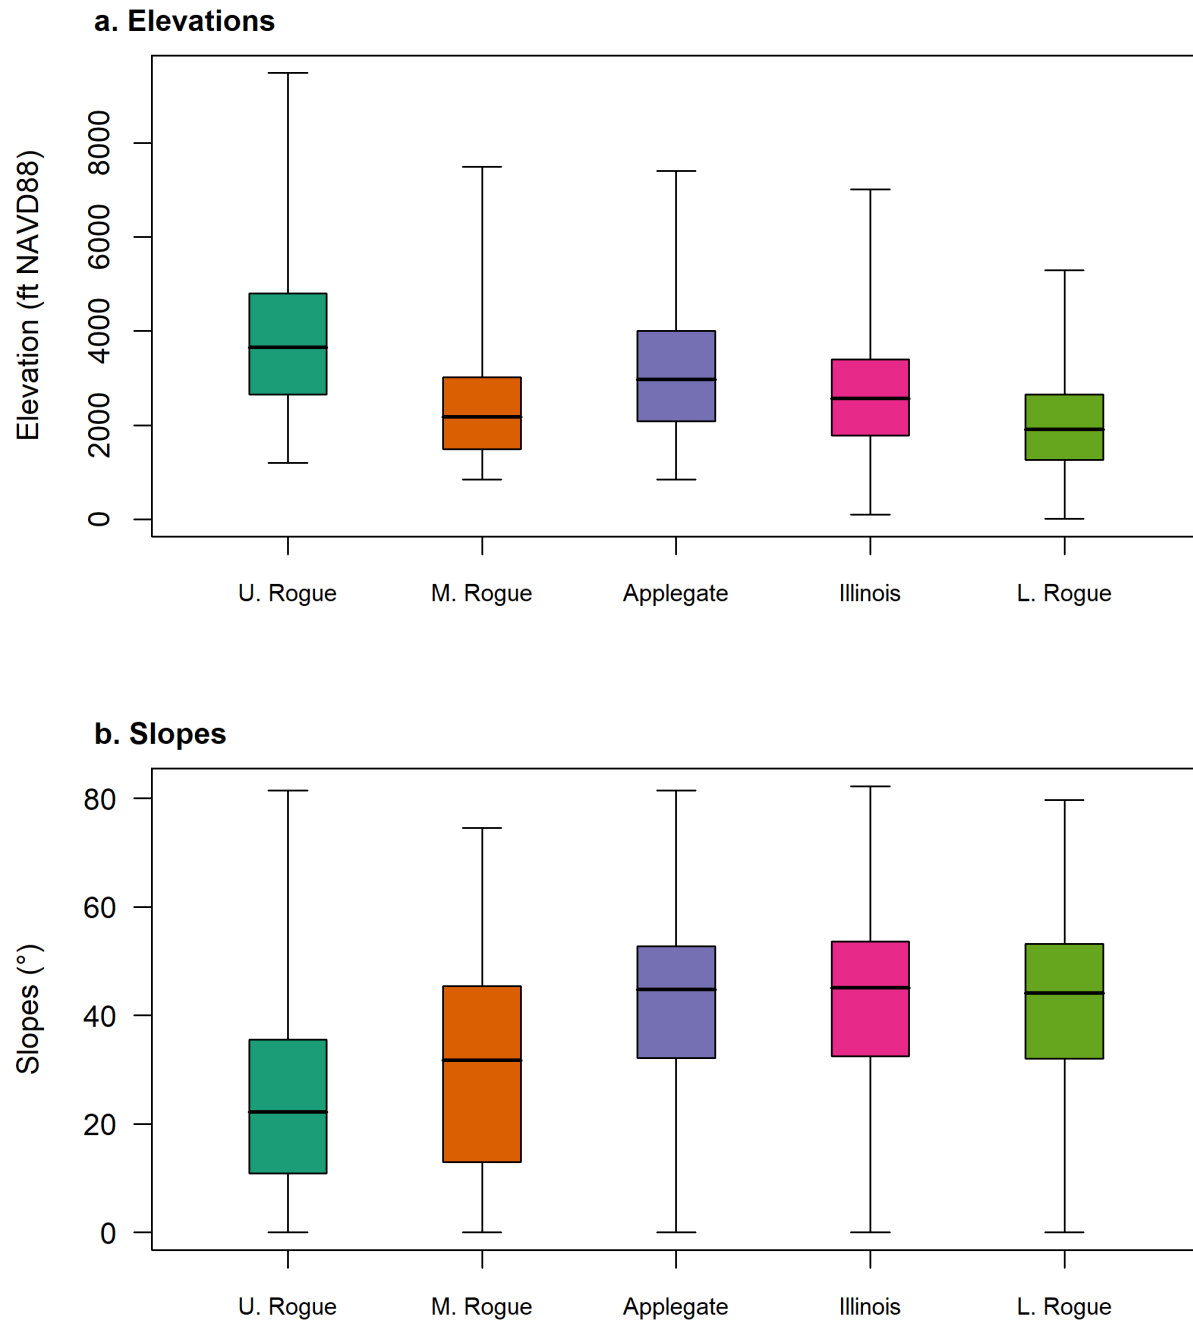 a. Elevations
Elevation (ft NAVD88)
8000
6000
4000
2000
0
U. Rogue M. Rogue Applegate Illinois L. Rogue
b. Slopes
Slopes (°)
80
60
40
20
0
U. Rogue M. Rogue Applegate Illinois L. Rogue